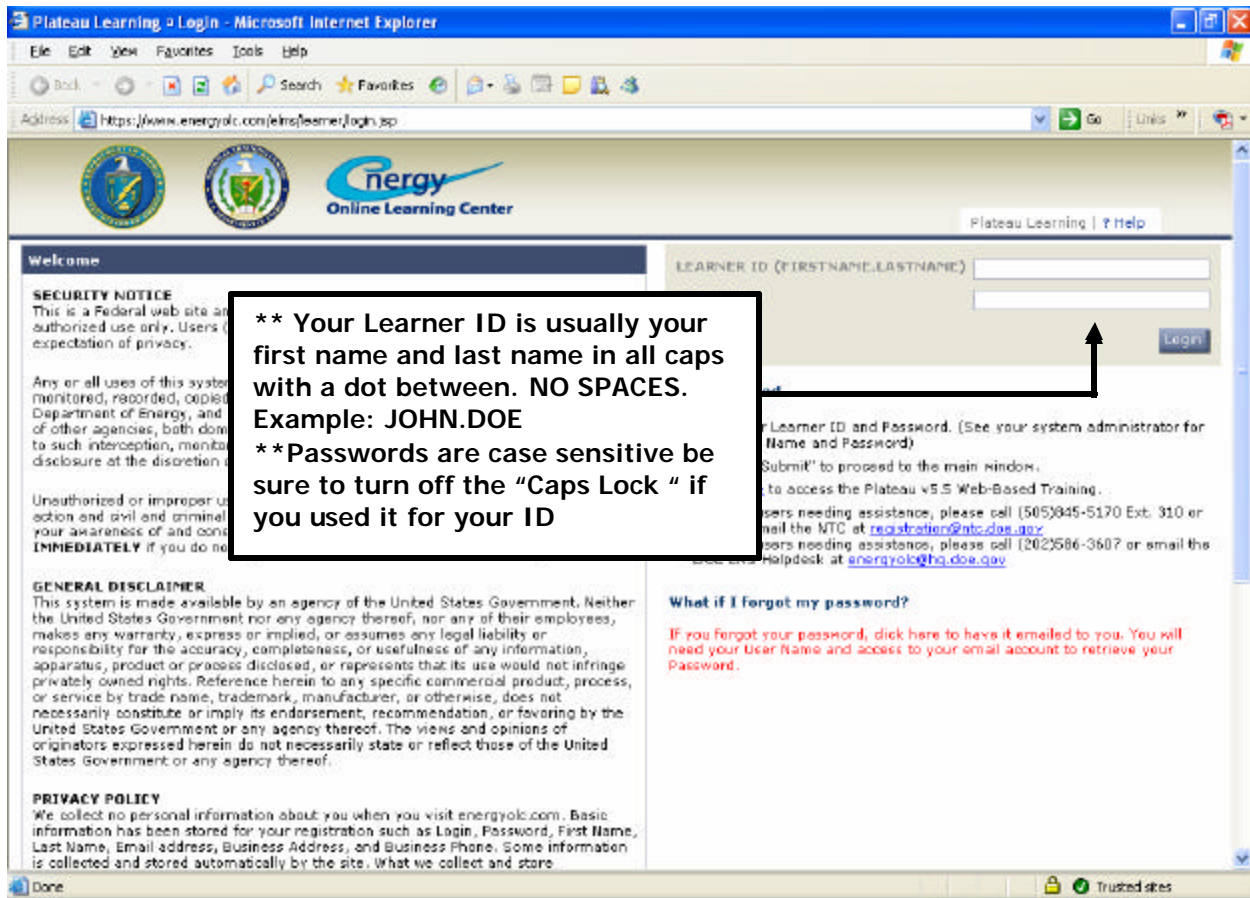 Plateau Learning ¤ Login - Microsoft Internet Explorer
File Edit View Favorites Tools Help
Back Search Favorites
Address https://www.energyolc.com/elms/learner/login.jsp Go Links »
Energy
Online Learning Center
Plateau Learning | ? Help
Welcome
LEARNER ID (FIRSTNAME.LASTNAME)
Login
SECURITY NOTICE
This is a Federal web site an
authorized use only. Users (
expectation of privacy.
Any or all uses of this system
monitored, recorded, copied
Department of Energy, and
of other agencies, both dom
to such interception, monito
disclosure at the discretion
Unauthorized or improper us
action and civil and criminal
your awareness of and cons
IMMEDIATELY if you do no
** Your Learner ID is usually your
first name and last name in all caps
with a dot between. NO SPACES.
Example: JOHN.DOE
**Passwords are case sensitive be
sure to turn off the “Caps Lock “ if
you used it for your ID
r Learner ID and Password. (See your system administrator for
Name and Password)
Submit" to proceed to the main window.
to access the Plateau v5.5 Web-Based Training.
sers needing assistance, please call (505)845-5170 Ext. 310 or
mail the NTC at registration@ntc.doe.gov
sers needing assistance, please call (202)586-3607 or email the
Helpdesk at energyolc@hq.doe.gov
GENERAL DISCLAIMER
This system is made available by an agency of the United States Government. Neither
the United States Government nor any agency thereof, nor any of their employees,
makes any warranty, express or implied, or assumes any legal liability or
responsibility for the accuracy, completeness, or usefulness of any information,
apparatus, product or process disclosed, or represents that its use would not infringe
privately owned rights. Reference herein to any specific commercial product, process,
or service by trade name, trademark, manufacturer, or otherwise, does not
necessarily constitute or imply its endorsement, recommendation, or favoring by the
United States Government or any agency thereof. The views and opinions of
originators expressed herein do not necessarily state or reflect those of the United
States Government or any agency thereof.
What if I forgot my password?
If you forgot your password, click here to have it emailed to you. You will
need your User Name and access to your email account to retrieve your
Password.
PRIVACY POLICY
We collect no personal information about you when you visit energyolc.com. Basic
information has been stored for your registration such as Login, Password, First Name,
Last Name, Email address, Business Address, and Business Phone. Some information
is collected and stored automatically by the site. What we collect and store
Done
Trusted sites